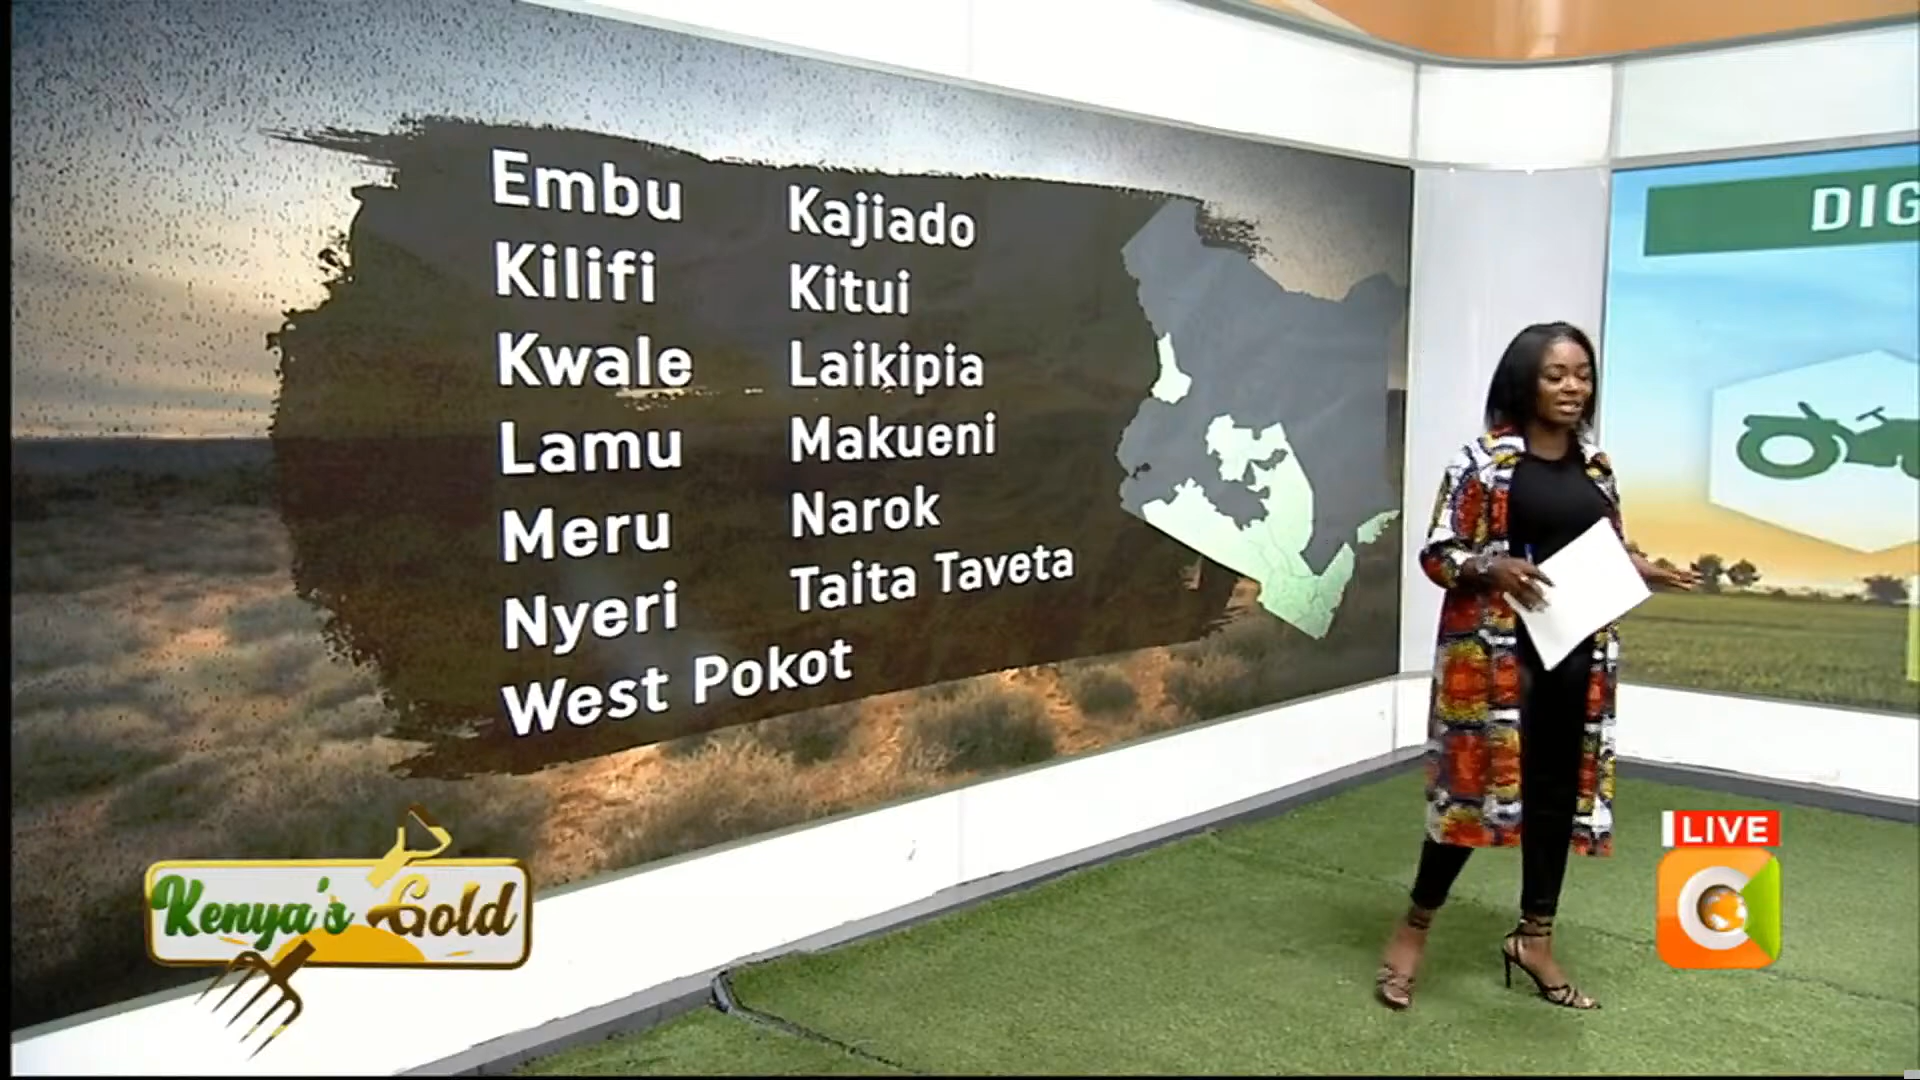 Embu
Kilifi
Kwale
Lamu
Meru
Nyeri
West Pokot
Kajiado
Kitui
Laikipia
Makueni
Narok
Taita Taveta
DIG
Kenya's Gold
LIVE